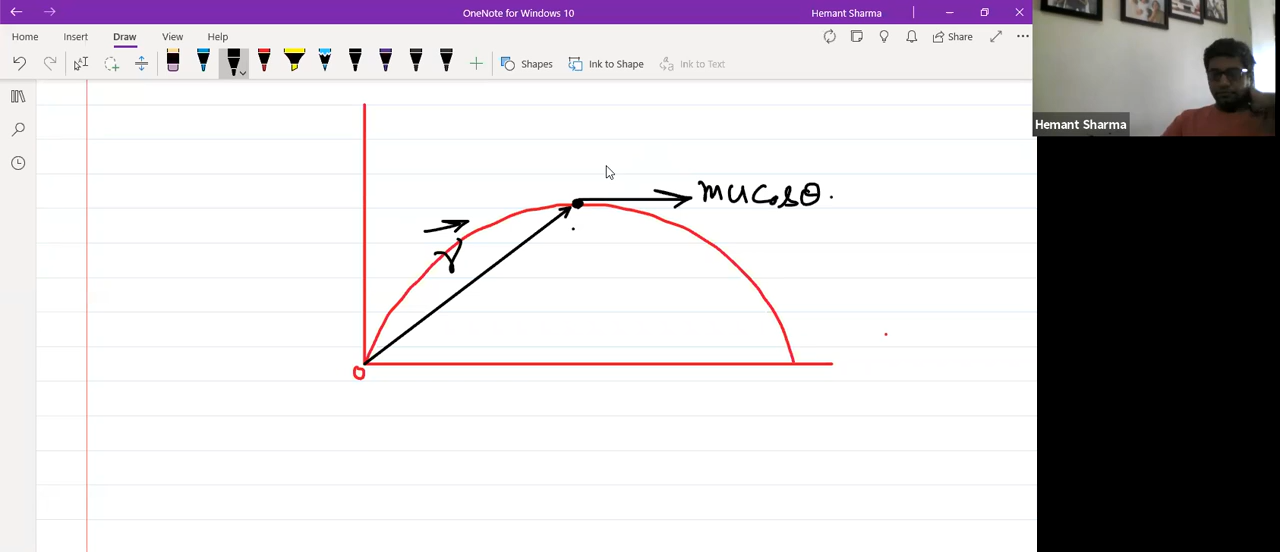 OneNote for Windows 10
Hemant Sharma
Home Insert Draw View Help
Share
Shapes
Ink to Shape
Ink to Text
Hemant Sharma
mucosθ.
r
O